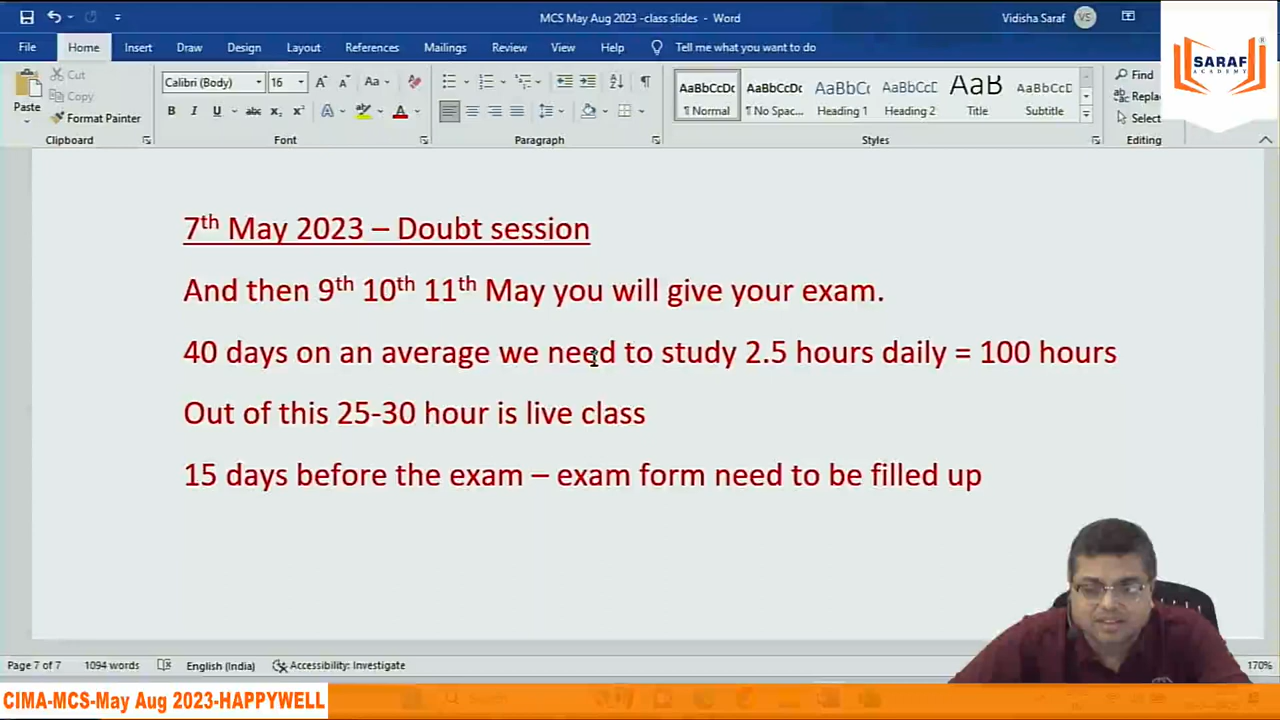 MCS May Aug 2023 -class slides - Word
Vidisha Saraf
VS
SARAF
ACADEMY
File Home Insert Draw Design Layout References Mailings Review View Help Tell me what you want to do
Paste
Cut
Copy
Format Painter
Clipboard
Calibri (Body) 16
Font
Paragraph
AaBbCcDc AaBbCcDc AaBbCc AaBbCcD AaB AaBbCcD
¶ Normal ¶ No Spac... Heading 1 Heading 2 Title Subtitle
Styles
Find
Repla
Select
Editing
7th May 2023 – Doubt session
And then 9th 10th 11th May you will give your exam.
40 days on an average we need to study 2.5 hours daily = 100 hours
Out of this 25-30 hour is live class
15 days before the exam – exam form need to be filled up
Page 7 of 7 1094 words English (India) Accessibility: Investigate 170%
CIMA-MCS-May Aug 2023-HAPPYWELL